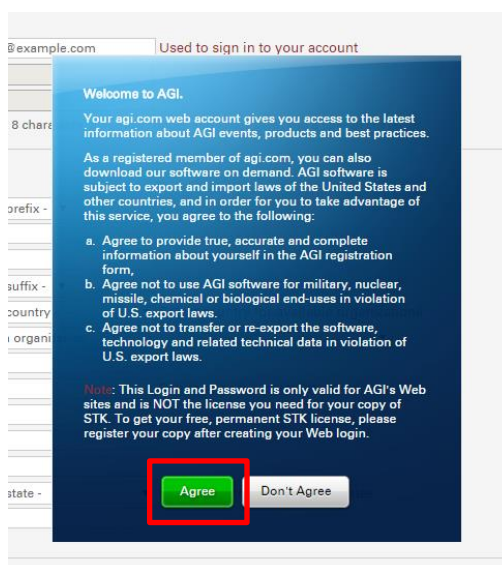 @example.com Used to sign in to your account
Welcome to AGI.
Your agi.com web account gives you access to the latest
information about AGI events, products and best practices.
8 chara
As a registered member of agi.com, you can also
download our software on demand. AGI software is
subject to export and import laws of the United States and
other countries, and in order for you to take advantage of
prefix -
this service, you agree to the following:
a. Agree to provide true, accurate and complete
information about yourself in the AGI registration
form,
suffix -
b. Agree not to use AGI software for military, nuclear,
missile, chemical or biological end-uses in violation
country
of U.S. export laws.
c. Agree not to transfer or re-export the software,
organi
technology and related technical data in violation of
U.S. export laws.
Note: This Login and Password is only valid for AGI's Web
sites and is NOT the license you need for your copy of
STK. To get your free, permanent STK license, please
register your copy after creating your Web login.
state -
Agree Don't Agree